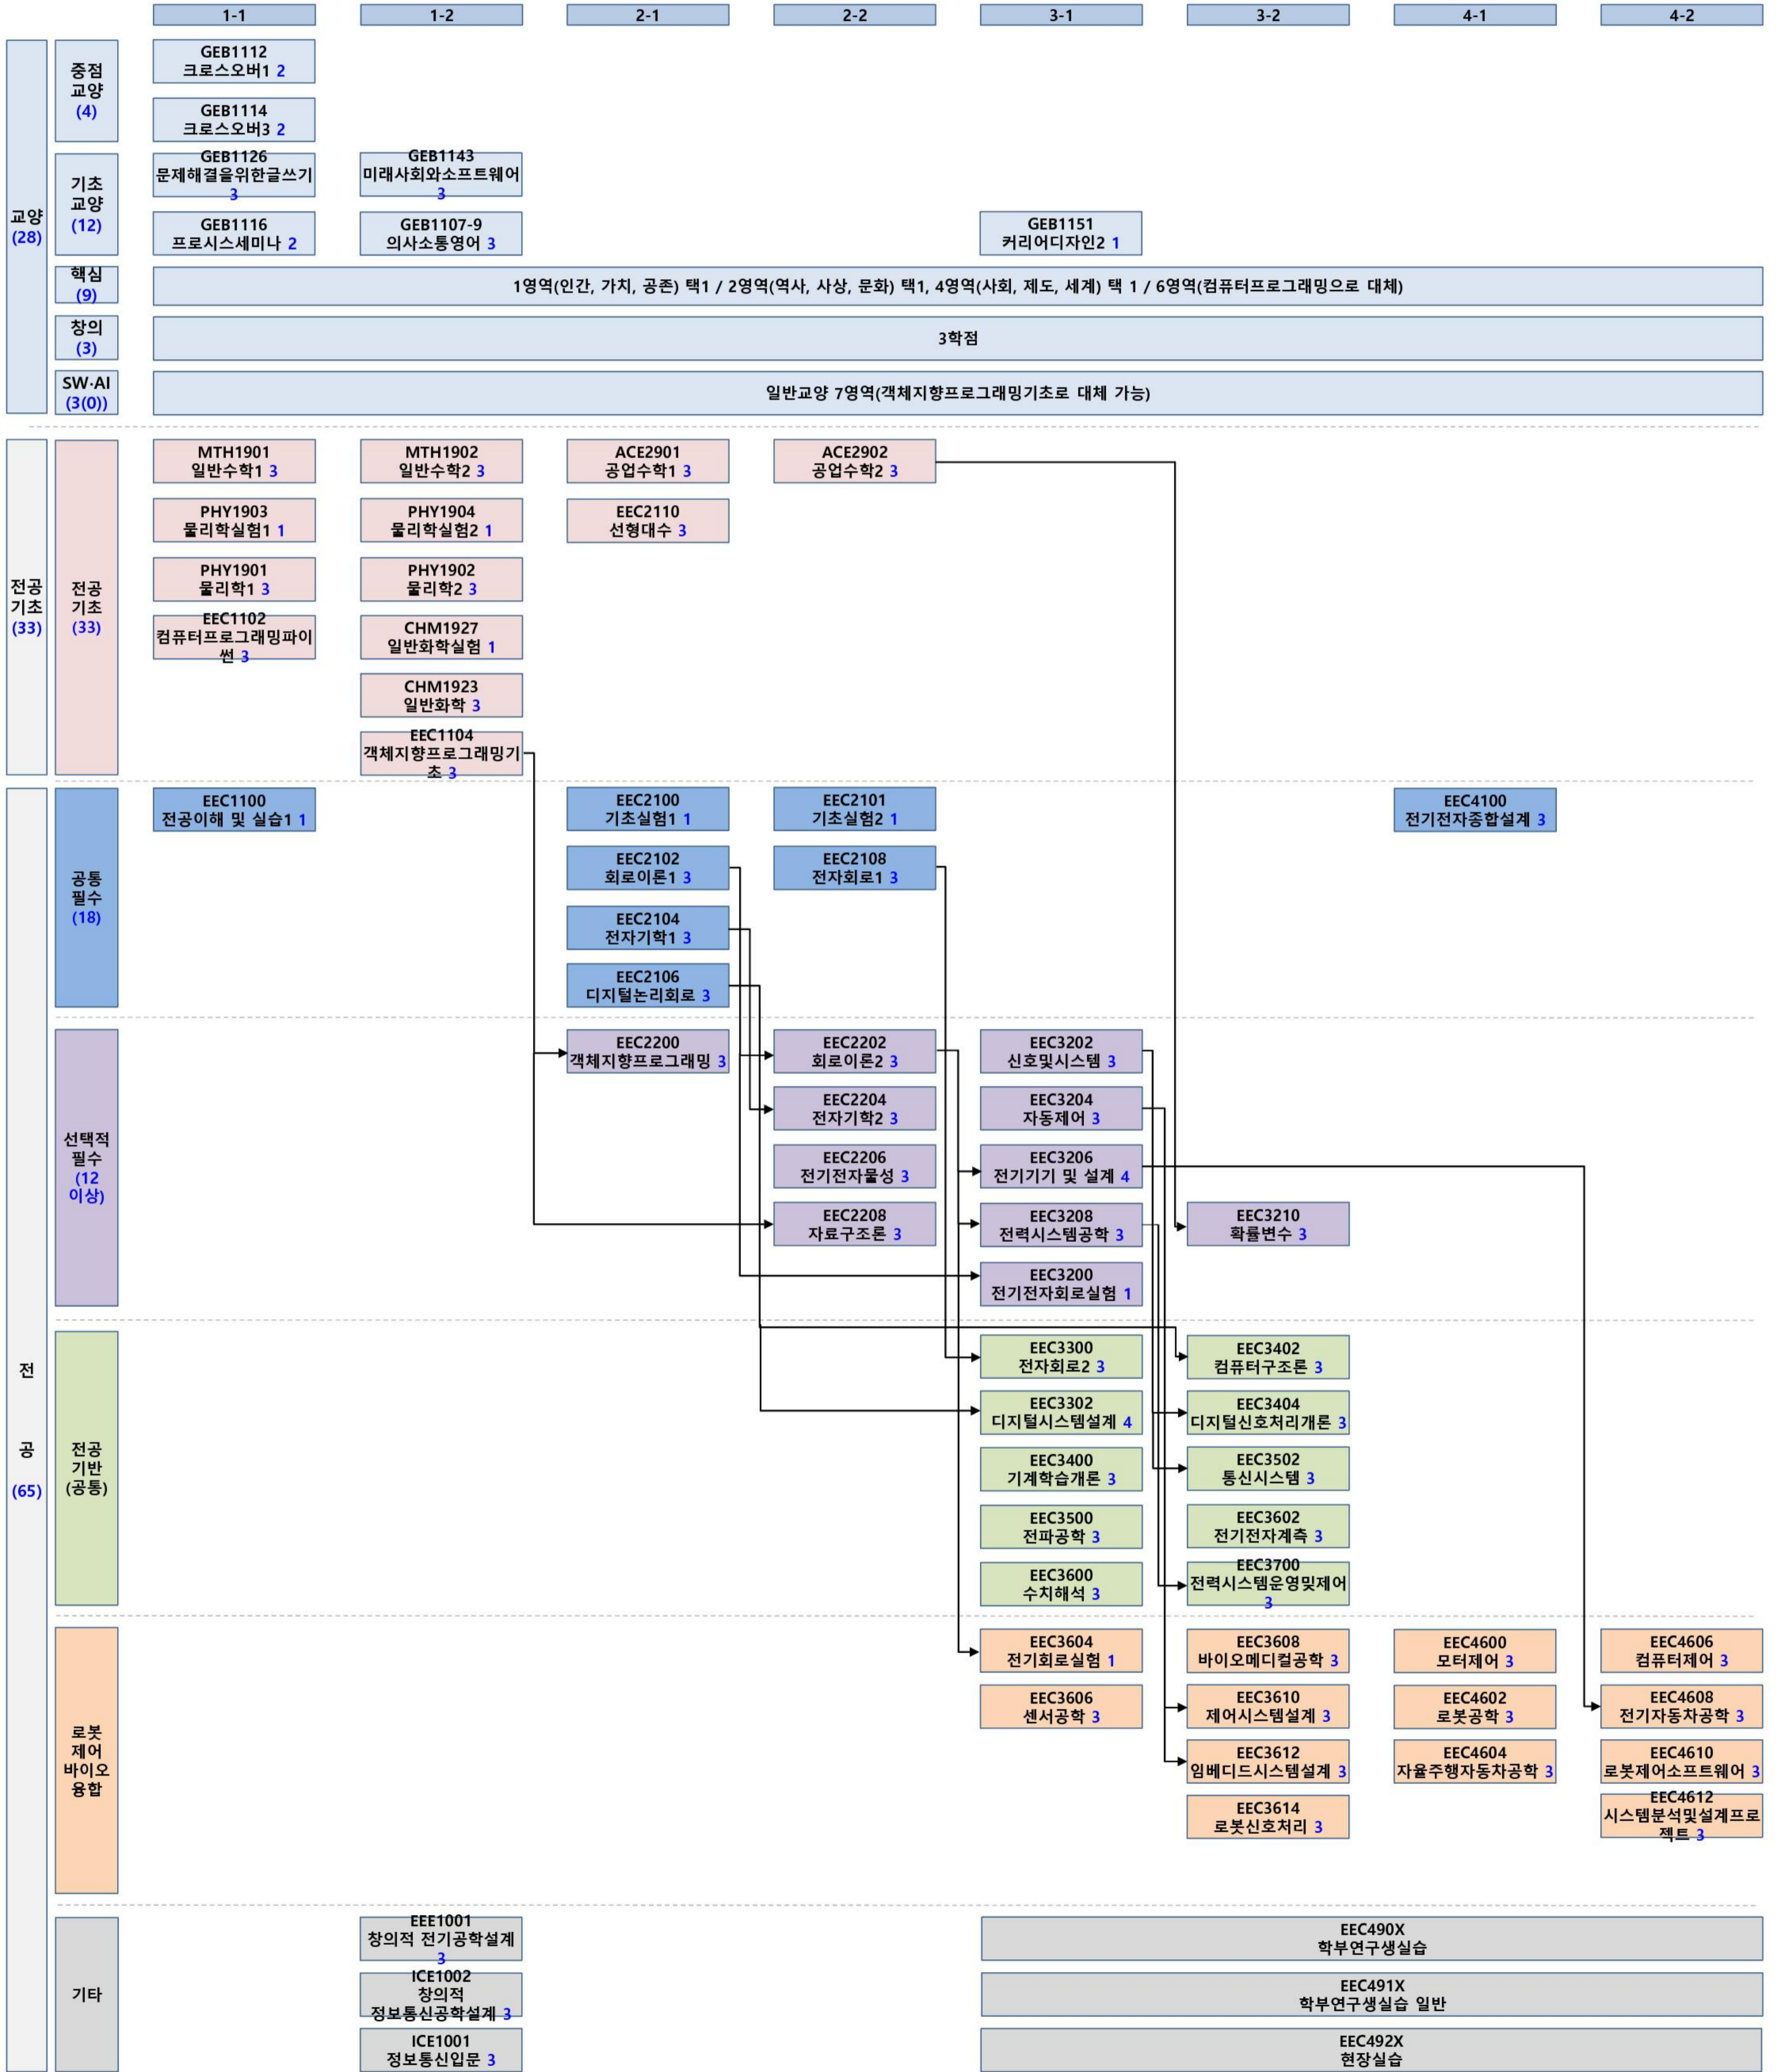 1-1 1-2 2-1 2-2 3-1 3-2 4-1 4-2
교양
(28)
중점
교양
(4)
GEB1112
크로스오버1 2
GEB1114
크로스오버3 2
기초
교양
(12)
GEB1126
문제해결을위한글쓰기
3
GEB1143
미래사회와소프트웨어
3
GEB1116
프로시스세미나 2
GEB1107-9
의사소통영어 3
GEB1151
커리어디자인2 1
핵심
(9)
1영역(인간, 가치, 공존) 택1 / 2영역(역사, 사상, 문화) 택1, 4영역(사회, 제도, 세계) 택 1 / 6영역(컴퓨터프로그래밍으로 대체)
창의
(3)
3학점
SW·AI
(3(0))
일반교양 7영역(객체지향프로그래밍기초로 대체 가능)
전공
기초
(33)
전공
기초
(33)
MTH1901
일반수학1 3
MTH1902
일반수학2 3
ACE2901
공업수학1 3
ACE2902
공업수학2 3
PHY1903
물리학실험1 1
PHY1904
물리학실험2 1
EEC2110
선형대수 3
PHY1901
물리학1 3
PHY1902
물리학2 3
EEC1102
컴퓨터프로그래밍파이
썬 3
CHM1927
일반화학실험 1
CHM1923
일반화학 3
EEC1104
객체지향프로그래밍기
초 3
전
공
(65)
공통
필수
(18)
EEC1100
전공이해 및 실습1 1
EEC2100
기초실험1 1
EEC2101
기초실험2 1
EEC4100
전기전자종합설계 3
EEC2102
회로이론1 3
EEC2108
전자회로1 3
EEC2104
전자기학1 3
EEC2106
디지털논리회로 3
선택적
필수
(12
이상)
EEC2200
객체지향프로그래밍 3
EEC2202
회로이론2 3
EEC3202
신호및시스템 3
EEC2204
전자기학2 3
EEC3204
자동제어 3
EEC2206
전기전자물성 3
EEC3206
전기기기 및 설계 4
EEC2208
자료구조론 3
EEC3208
전력시스템공학 3
EEC3210
확률변수 3
EEC3200
전기전자회로실험 1
전공
기반
(공통)
EEC3300
전자회로2 3
EEC3402
컴퓨터구조론 3
EEC3302
디지털시스템설계 4
EEC3404
디지털신호처리개론 3
EEC3400
기계학습개론 3
EEC3502
통신시스템 3
EEC3500
전파공학 3
EEC3602
전기전자계측 3
EEC3600
수치해석 3
EEC3700
전력시스템운영및제어
3
로봇
제어
바이오
융합
EEC3604
전기회로실험 1
EEC3608
바이오메디컬공학 3
EEC4600
모터제어 3
EEC4606
컴퓨터제어 3
EEC3606
센서공학 3
EEC3610
제어시스템설계 3
EEC4602
로봇공학 3
EEC4608
전기자동차공학 3
EEC3612
임베디드시스템설계 3
EEC4604
자율주행자동차공학 3
EEC4610
로봇제어소프트웨어 3
EEC3614
로봇신호처리 3
EEC4612
시스템분석및설계프로
젝트 3
기타
EEE1001
창의적 전기공학설계
3
EEC490X
학부연구생실습
ICE1002
창의적
정보통신공학설계 3
EEC491X
학부연구생실습 일반
ICE1001
정보통신입문 3
EEC492X
현장실습